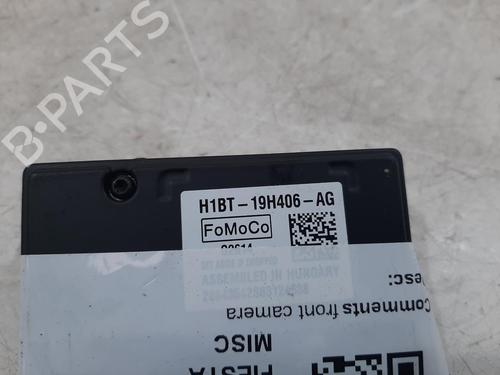 B-PARTS
H1BT-19H406-AG
FoMoCo
ASSEMBLED IN HUNGARY
esc:
Comments front camera
MISC
FIESTA